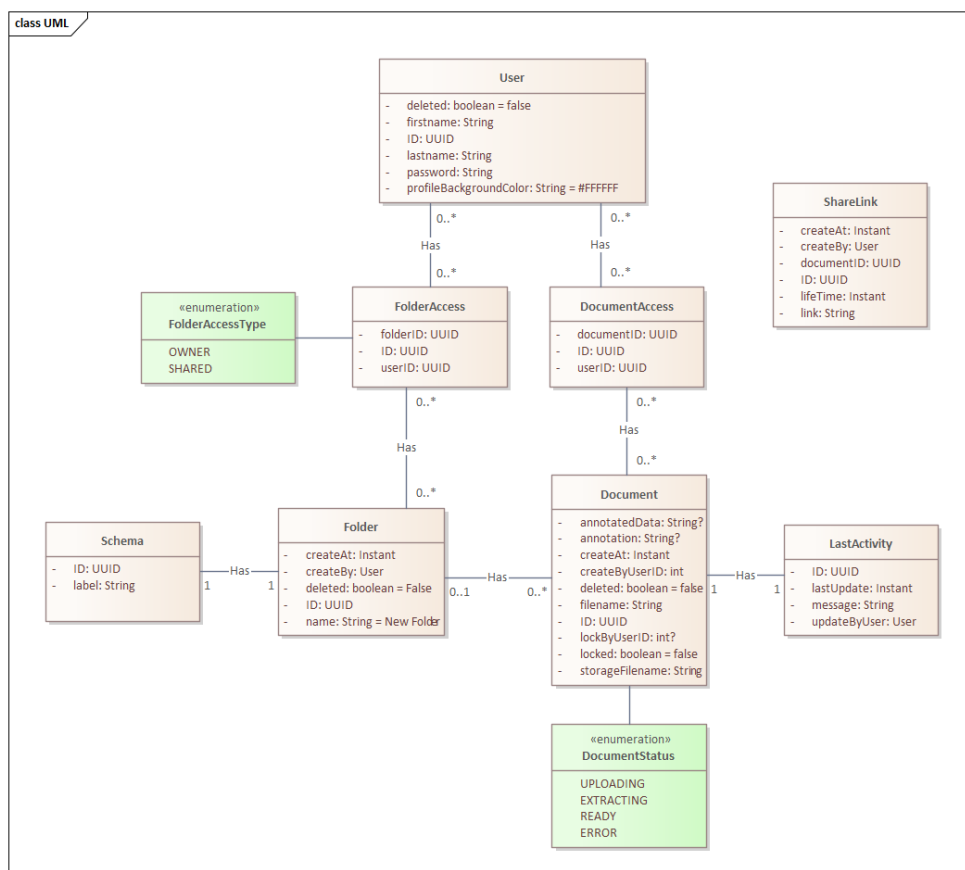 class UML
User
- deleted: boolean = false
- firstname: String
- ID: UUID
- lastname: String
- password: String
- profileBackgroundColor: String = #FFFFFF
0..*
0..*
Has
Has
0..*
0..*
ShareLink
- createAt: Instant
- createBy: User
- documentID: UUID
- ID: UUID
- lifeTime: Instant
- link: String
«enumeration»
FolderAccessType
OWNER
SHARED
FolderAccess
- folderID: UUID
- ID: UUID
- userID: UUID
DocumentAccess
- documentID: UUID
- ID: UUID
- userID: UUID
0..*
0..*
Has
Has
0..*
0..*
Schema
- ID: UUID
- label: String
Has
1
1
Folder
- createAt: Instant
- createBy: User
- deleted: boolean = False
- ID: UUID
- name: String = New Folder
Has
0..1
0..*
Document
- annotatedData: String?
- annotation: String?
- createAt: Instant
- createByUserID: int
- deleted: boolean = false
- filename: String
- ID: UUID
- lockByUserID: int?
- locked: boolean = false
- storageFilename: String
Has
1
1
LastActivity
- ID: UUID
- lastUpdate: Instant
- message: String
- updateByUser: User
«enumeration»
DocumentStatus
UPLOADING
EXTRACTING
READY
ERROR